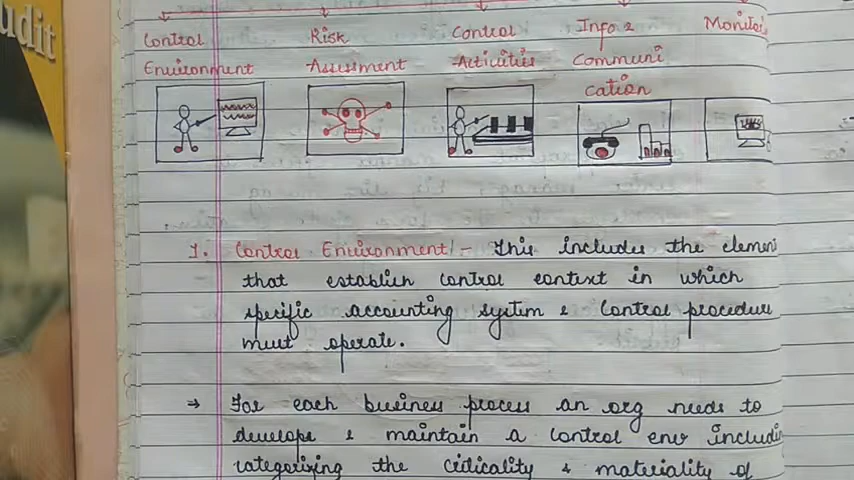 udit
Control Risk Control Info & Monitori
Environment Assessment Activities Communi
cation
1. Control Environment :- This includes the element
that establish control context in which
specific accounting system & control procedure
must operate.
→ For each business process an org needs to
develope & maintain a control env includi
categorizing the criticality & materiality of